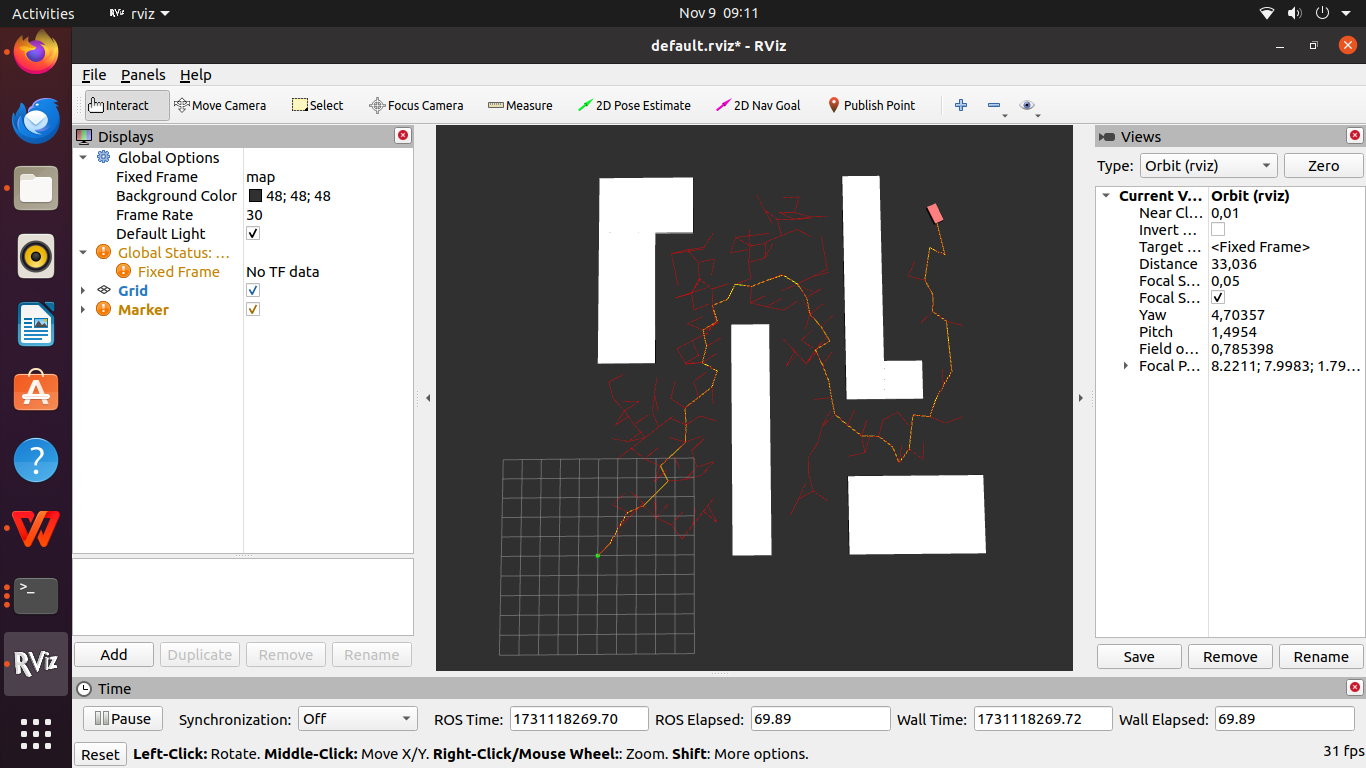 Activities RViz rviz Nov 9 09:11
default.rviz* - RViz
File Panels Help
Interact Move Camera Select Focus Camera Measure 2D Pose Estimate 2D Nav Goal Publish Point
Displays
Global Options
Fixed Frame map
Background Color 48; 48; 48
Frame Rate 30
Default Light
Global Status: ...
Fixed Frame No TF data
Grid
Marker
Add Duplicate Remove Rename
Views
Type: Orbit (rviz) Zero
Current V... Orbit (rviz)
Near Cl... 0,01
Invert ...
Target ... <Fixed Frame>
Distance 33,036
Focal S... 0,05
Focal S...
Yaw 4,70357
Pitch 1,4954
Field o... 0,785398
Focal P... 8.2211; 7.9983; 1.79...
Save Remove Rename
>_
?
RViz
Time
Pause Synchronization: Off ROS Time: 1731118269.70 ROS Elapsed: 69.89 Wall Time: 1731118269.72 Wall Elapsed: 69.89
Reset Left-Click: Rotate. Middle-Click: Move X/Y. Right-Click/Mouse Wheel:: Zoom. Shift: More options. 31 fps